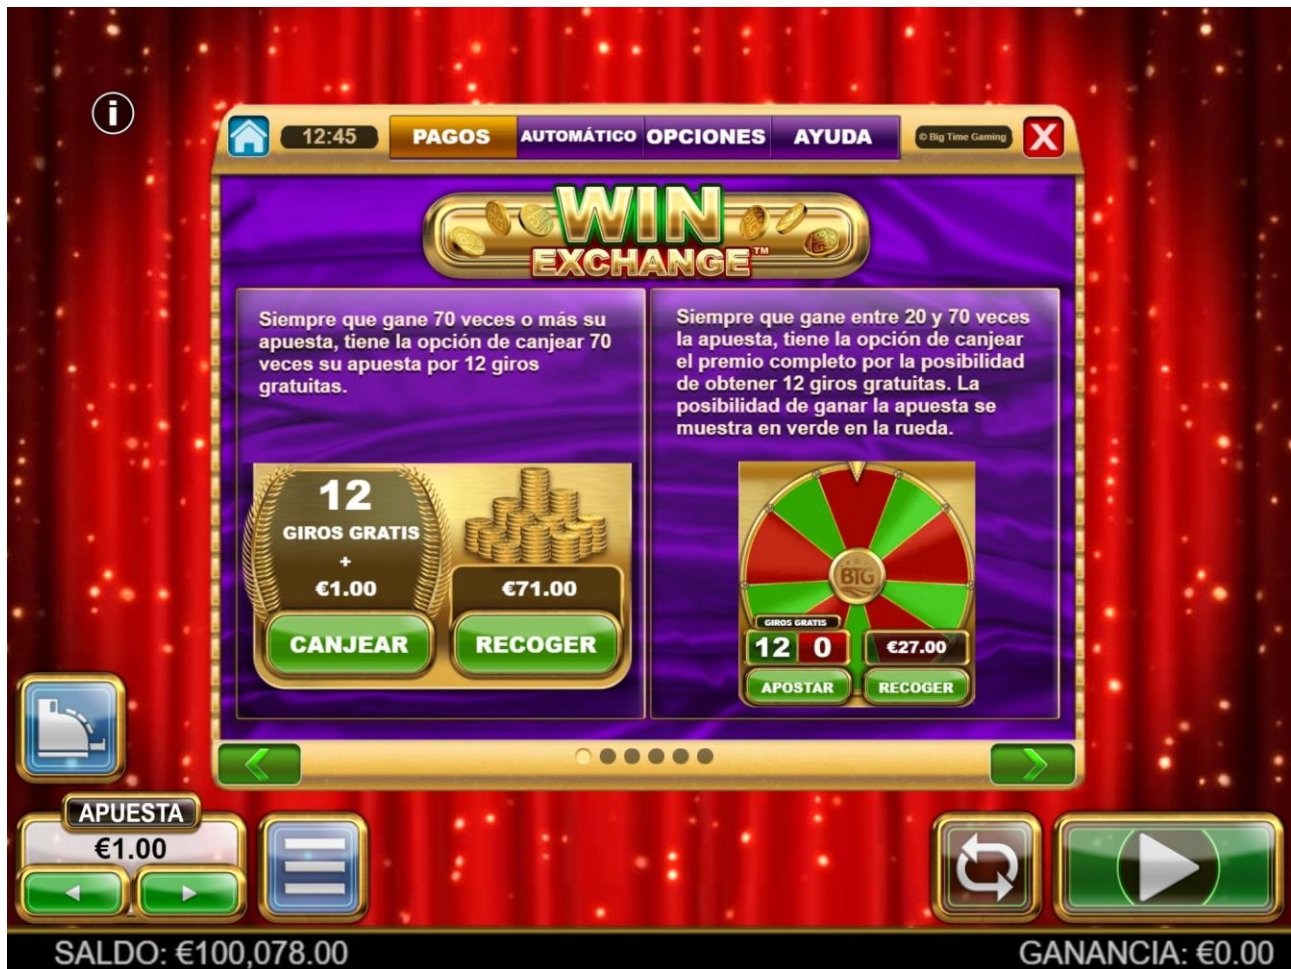 i
12:45
PAGOS
AUTOMÁTICO
OPCIONES
AYUDA
© Big Time Gaming
X
WIN
EXCHANGE™
Siempre que gane 70 veces o más su
apuesta, tiene la opción de canjear 70
veces su apuesta por 12 giros
gratuitas.
12
GIROS GRATIS
+
€1.00
€71.00
CANJEAR
RECOGER
Siempre que gane entre 20 y 70 veces
la apuesta, tiene la opción de canjear
el premio completo por la posibilidad
de obtener 12 giros gratuitas. La
posibilidad de ganar la apuesta se
muestra en verde en la rueda.
BTG
GIROS GRATIS
12 0
€27.00
APOSTAR
RECOGER
APUESTA
€1.00
SALDO: €100,078.00
GANANCIA: €0.00